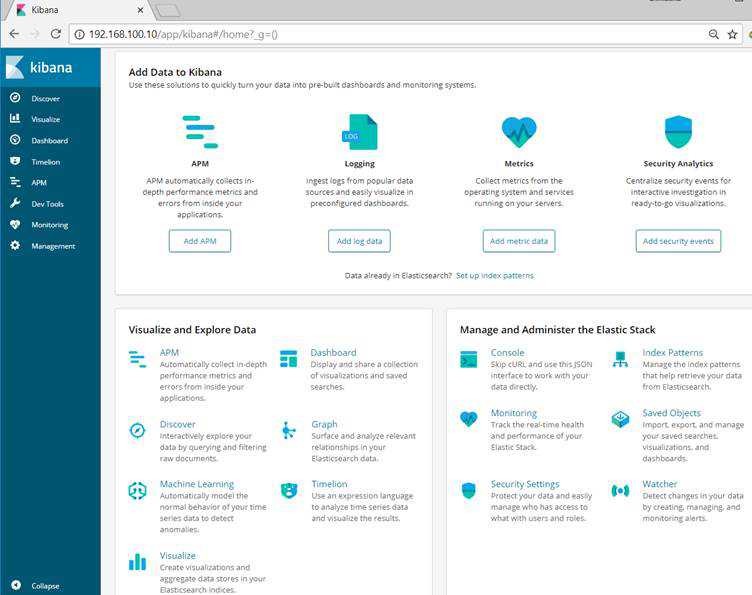 Kibana
192.168.100.10/app/kibana#/home?_g=()
kibana
Discover
Visualize
Dashboard
Timelion
APM
Dev Tools
Monitoring
Management
Collapse
Add Data to Kibana
Use these solutions to quickly turn your data into pre-built dashboards and monitoring systems.
APM
APM automatically collects in-
depth performance metrics and
errors from inside your
applications.
Add APM
LOG
Logging
Ingest logs from popular data
sources and easily visualize in
preconfigured dashboards.
Add log data
Metrics
Collect metrics from the
operating system and services
running on your servers.
Add metric data
Security Analytics
Centralize security events for
interactive investigation in
ready-to-go visualizations.
Add security events
Data already in Elasticsearch? Set up index patterns
Visualize and Explore Data
APM
Automatically collect in-depth
performance metrics and
errors from inside your
applications.
Dashboard
Display and share a collection
of visualizations and saved
searches.
Discover
Interactively explore your
data by querying and filtering
raw documents.
Graph
Surface and analyze relevant
relationships in your
Elasticsearch data.
Machine Learning
Automatically model the
normal behavior of your time
series data to detect
anomalies.
Timelion
Use an expression language
to analyze time series data
and visualize the results.
Visualize
Create visualizations and
aggregate data stores in your
Elasticsearch indices.
Manage and Administer the Elastic Stack
Console
Skip cURL and use this JSON
interface to work with your
data directly.
Index Patterns
Manage the index patterns
that help retrieve your data
from Elasticsearch.
Monitoring
Track the real-time health
and performance of your
Elastic Stack.
Saved Objects
Import, export, and manage
your saved searches,
visualizations, and
dashboards.
Security Settings
Protect your data and easily
manage who has access to
what with users and roles.
Watcher
Detect changes in your data
by creating, managing, and
monitoring alerts.